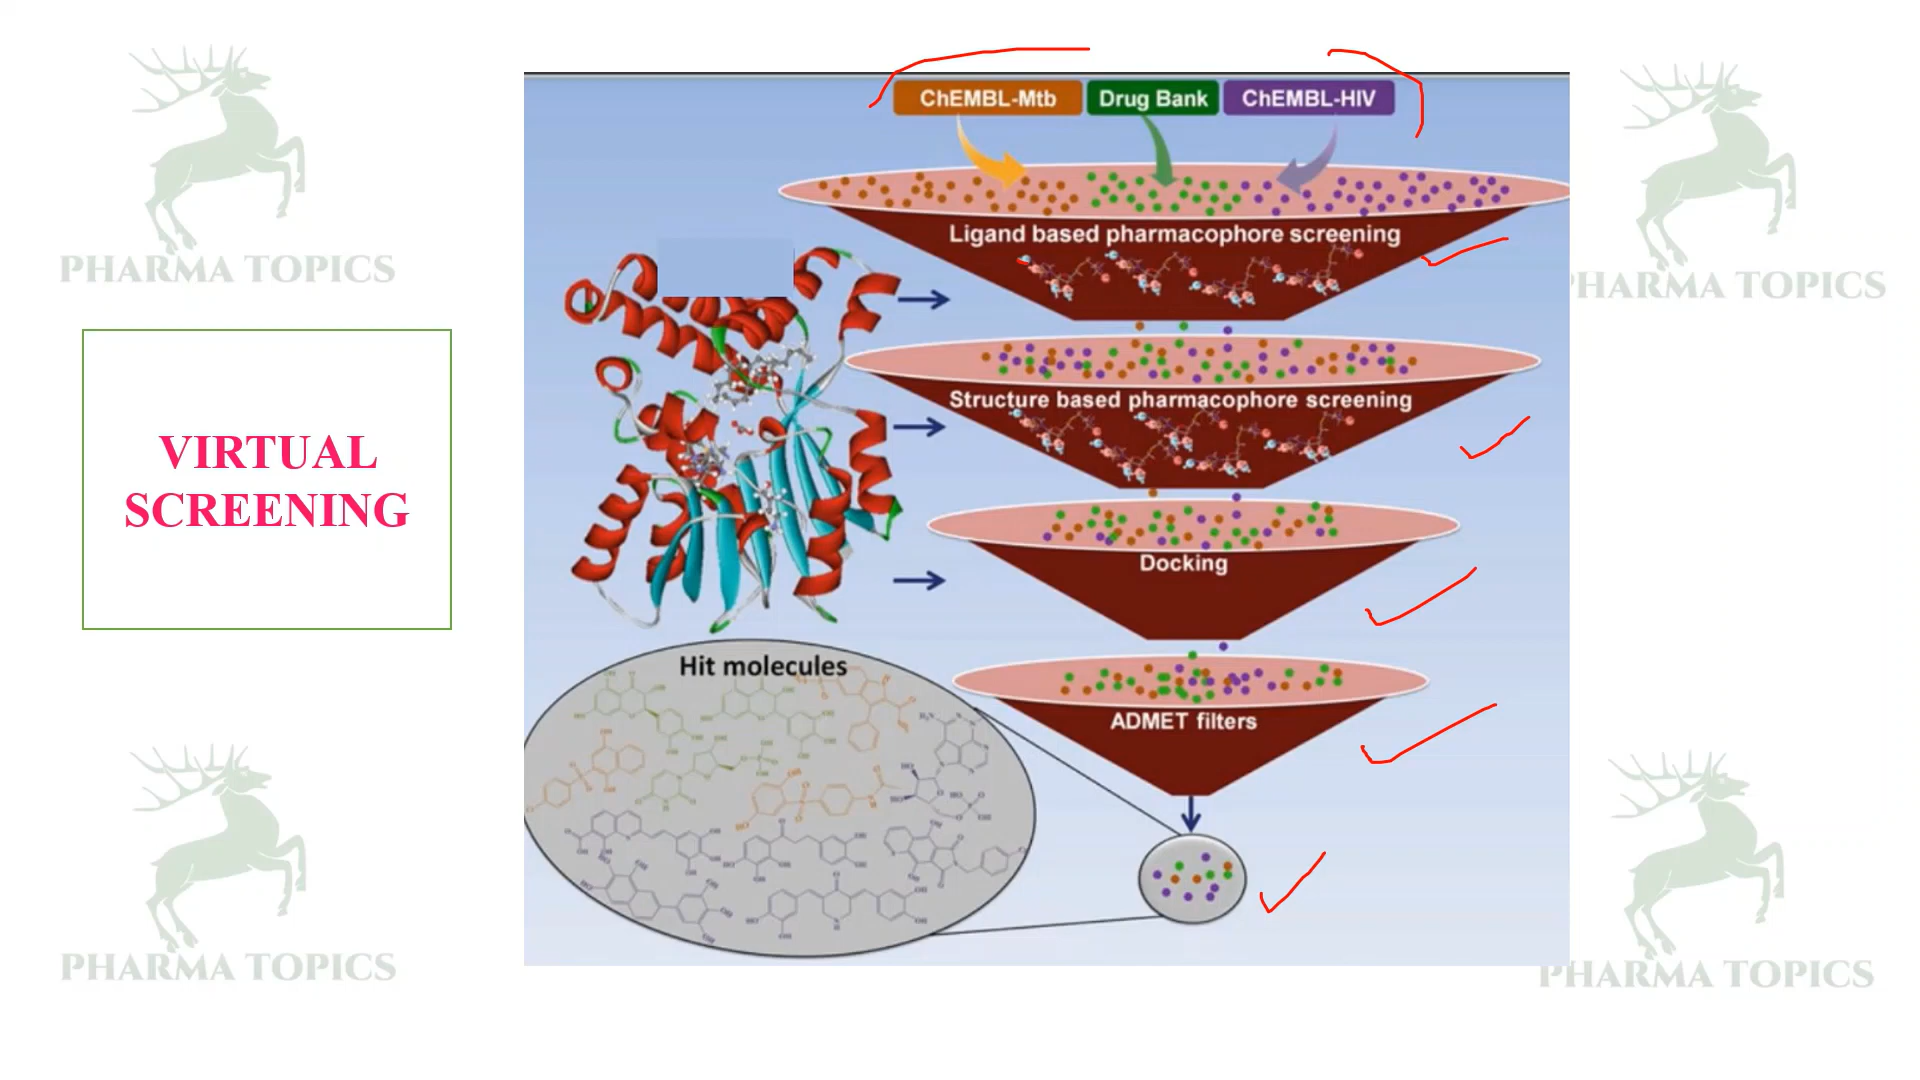 PHARMA TOPICS
PHARMA TOPICS
VIRTUAL
SCREENING
ChEMBL-Mtb
Drug Bank
ChEMBL-HIV
Ligand based pharmacophore screening
Structure based pharmacophore screening
Docking
ADMET filters
Hit molecules
PHARMA TOPICS
PHARMA TOPICS